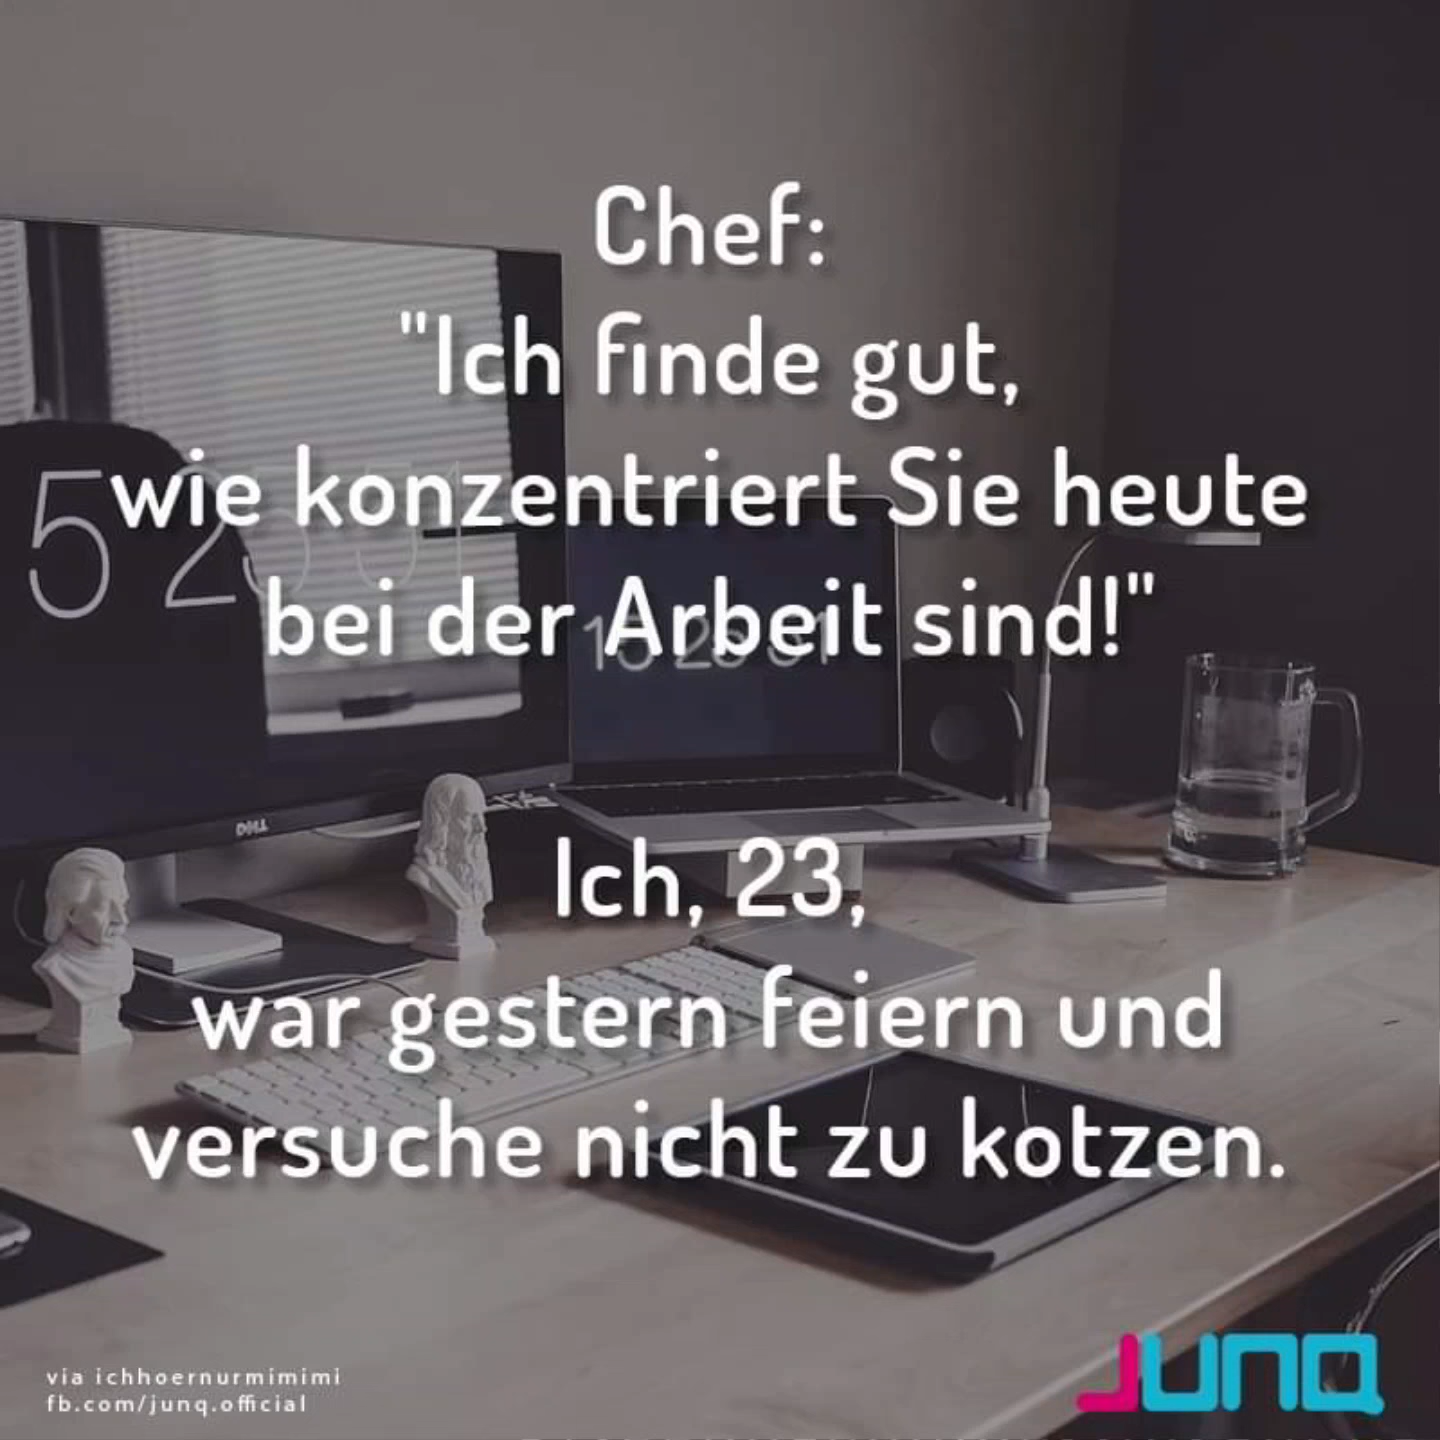 Chef:
"Ich finde gut,
wie konzentriert Sie heute
bei der Arbeit sind!"
Ich, 23,
war gestern feiern und
versuche nicht zu kotzen.
DELL
via ichhoernurmimimi
fb.com/junq.official
JUNQ